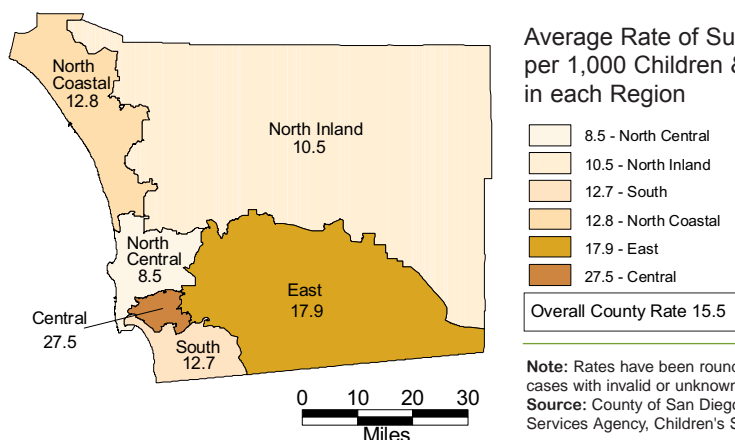 North
Coastal
12.8
North Inland
10.5
North
Central
8.5
East
17.9
Central
27.5
South
12.7
0 10 20 30
Miles
Average Rate of Su
per 1,000 Children &
in each Region
8.5 - North Central
10.5 - North Inland
12.7 - South
12.8 - North Coastal
17.9 - East
27.5 - Central
Overall County Rate 15.5
Note: Rates have been round
cases with invalid or unknown
Source: County of San Diego
Services Agency, Children's S